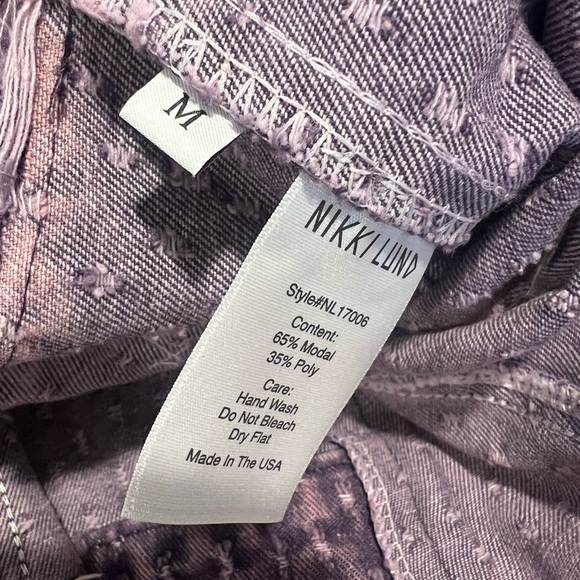 M
NIKKI LUND
Style#NL17006
Content:
65% Modal
35% Poly
Care:
Hand Wash
Do Not Bleach
Dry Flat
Made In The USA